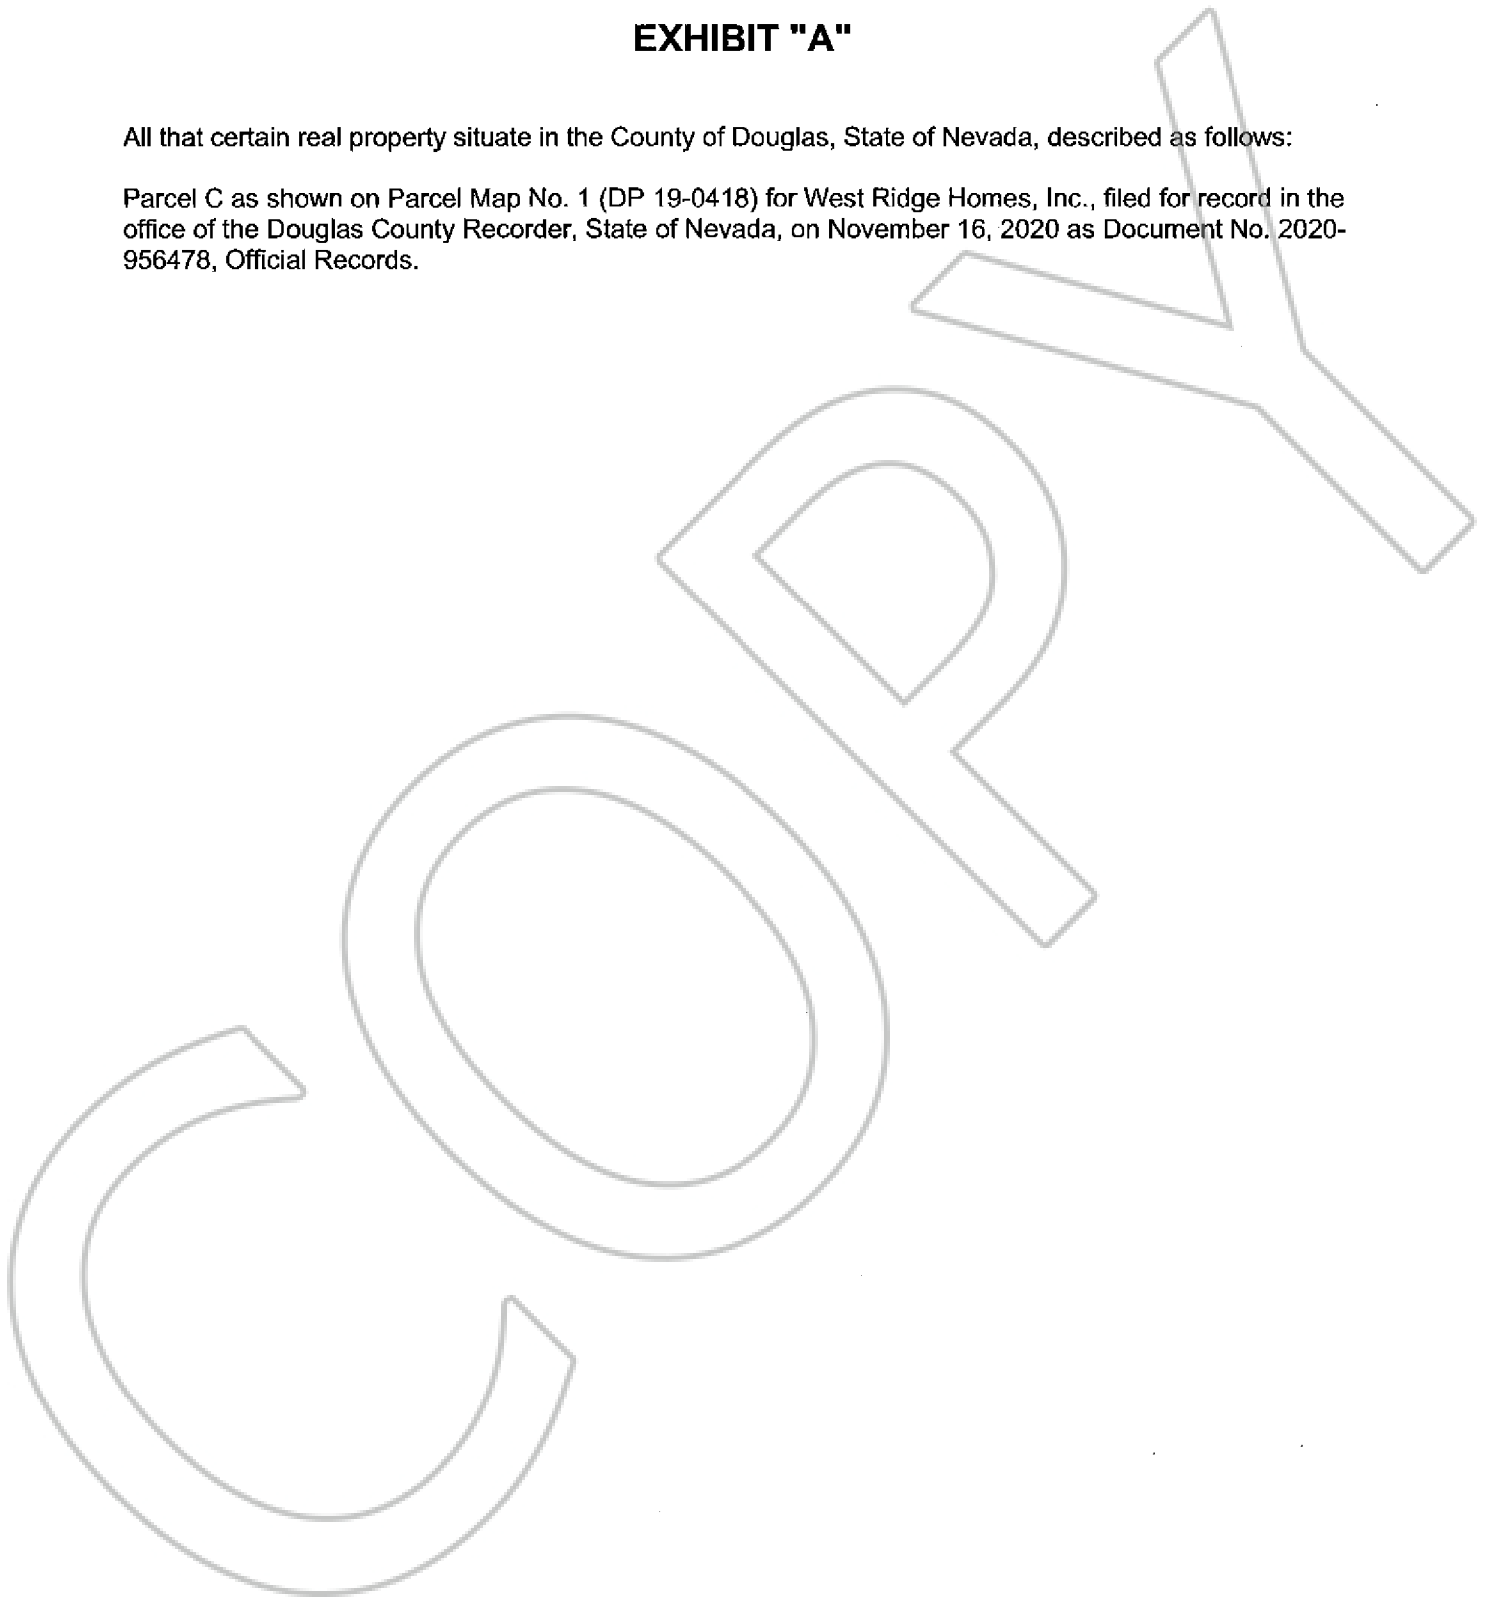 EXHIBIT "A"
All that certain real property situate in the County of Douglas, State of Nevada, described as follows:
Parcel C as shown on Parcel Map No. 1 (DP 19-0418) for West Ridge Homes, Inc., filed for record in the
office of the Douglas County Recorder, State of Nevada, on November 16, 2020 as Document No. 2020-
956478, Official Records.
COPY